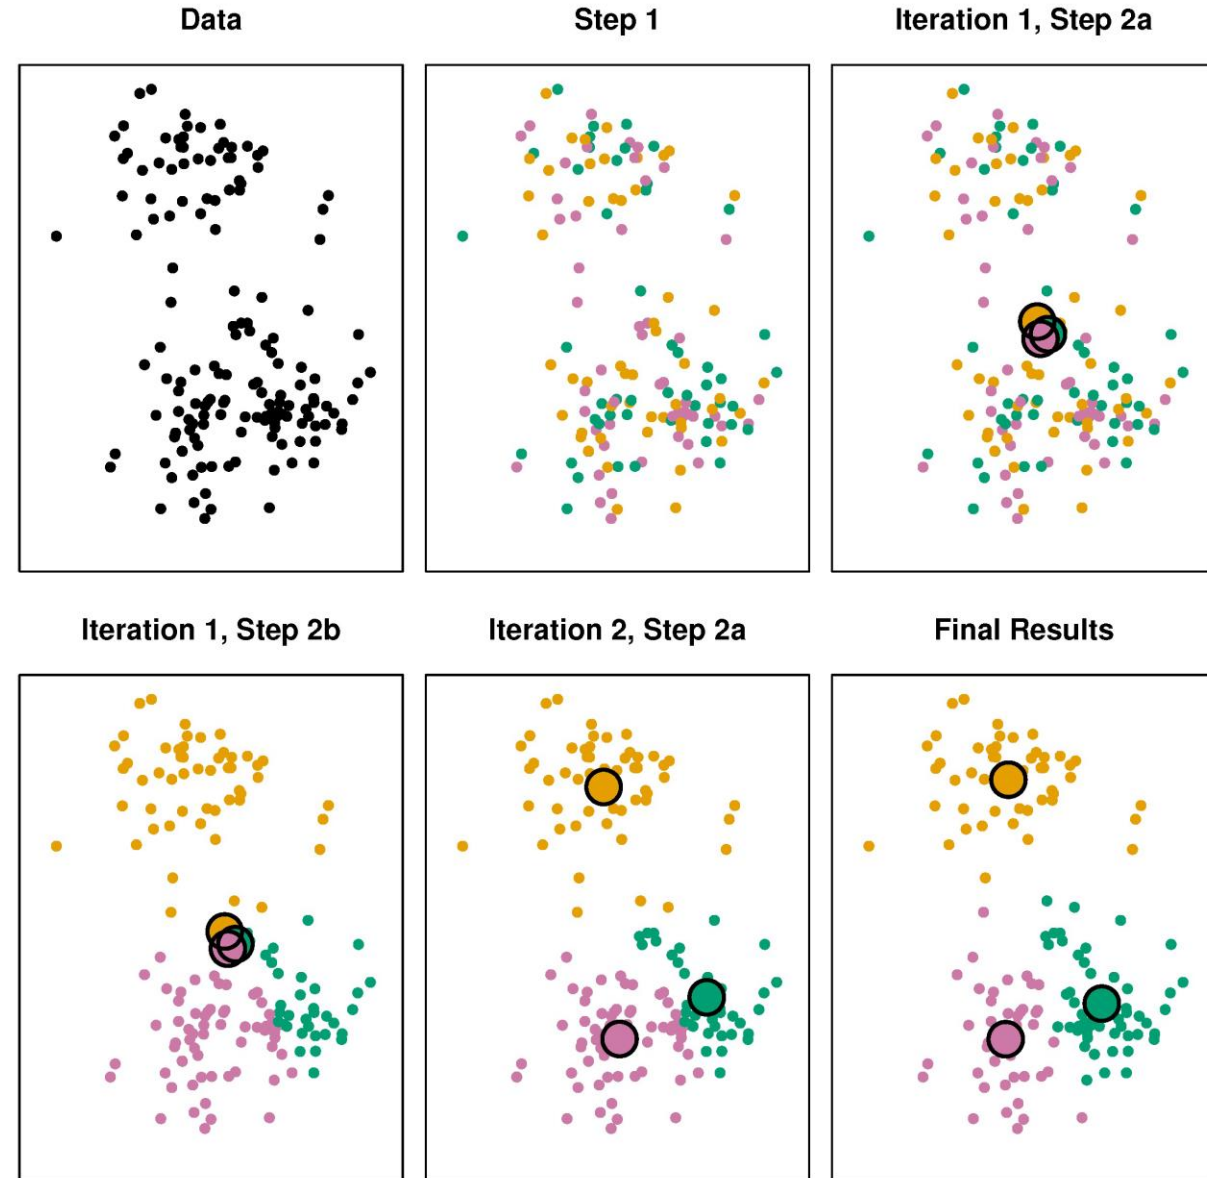 Data
Step 1
Iteration 1, Step 2a
Iteration 1, Step 2b
Iteration 2, Step 2a
Final Results